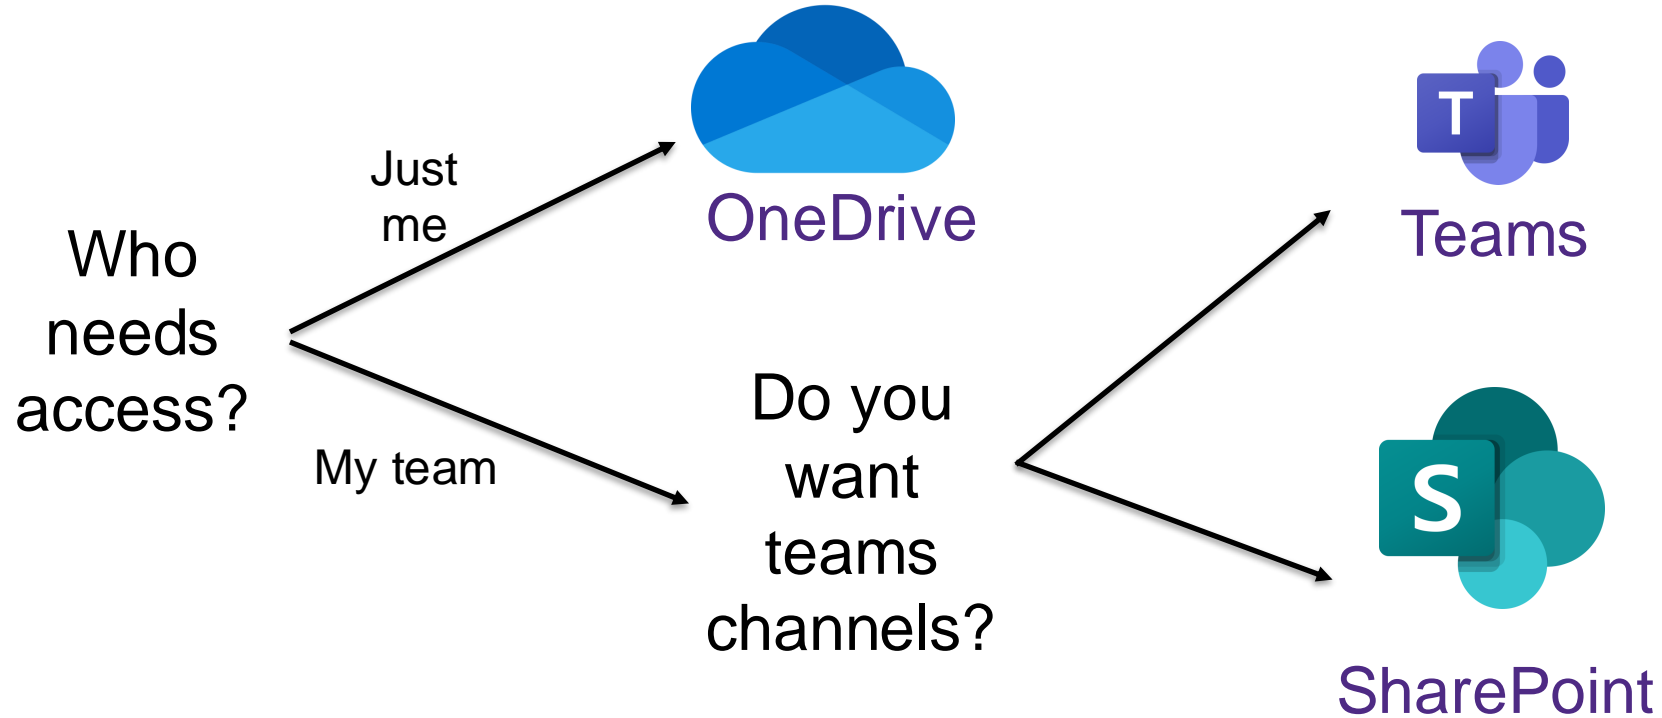 Who
needs
access?
Just
me
My team
OneDrive
Do you
want
teams
channels?
T
Teams
S
SharePoint